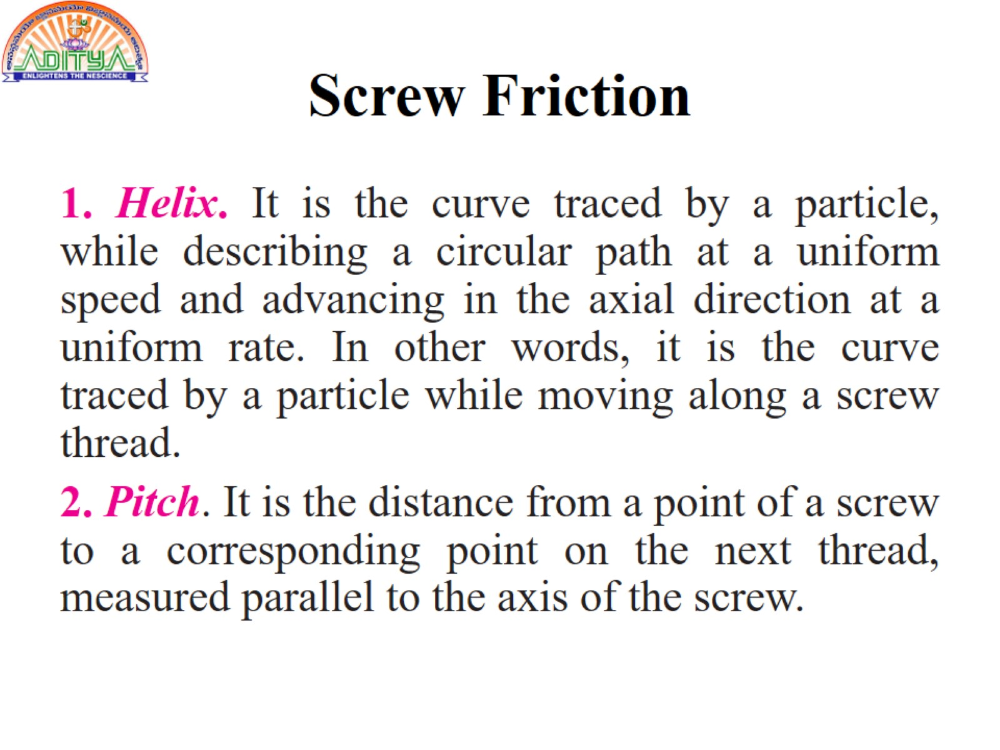 ADITYA
ENLIGHTENS THE NESCIENCE
Screw Friction
1. Helix. It is the curve traced by a particle,
while describing a circular path at a uniform
speed and advancing in the axial direction at a
uniform rate. In other words, it is the curve
traced by a particle while moving along a screw
thread.
2. Pitch. It is the distance from a point of a screw
to a corresponding point on the next thread,
measured parallel to the axis of the screw.